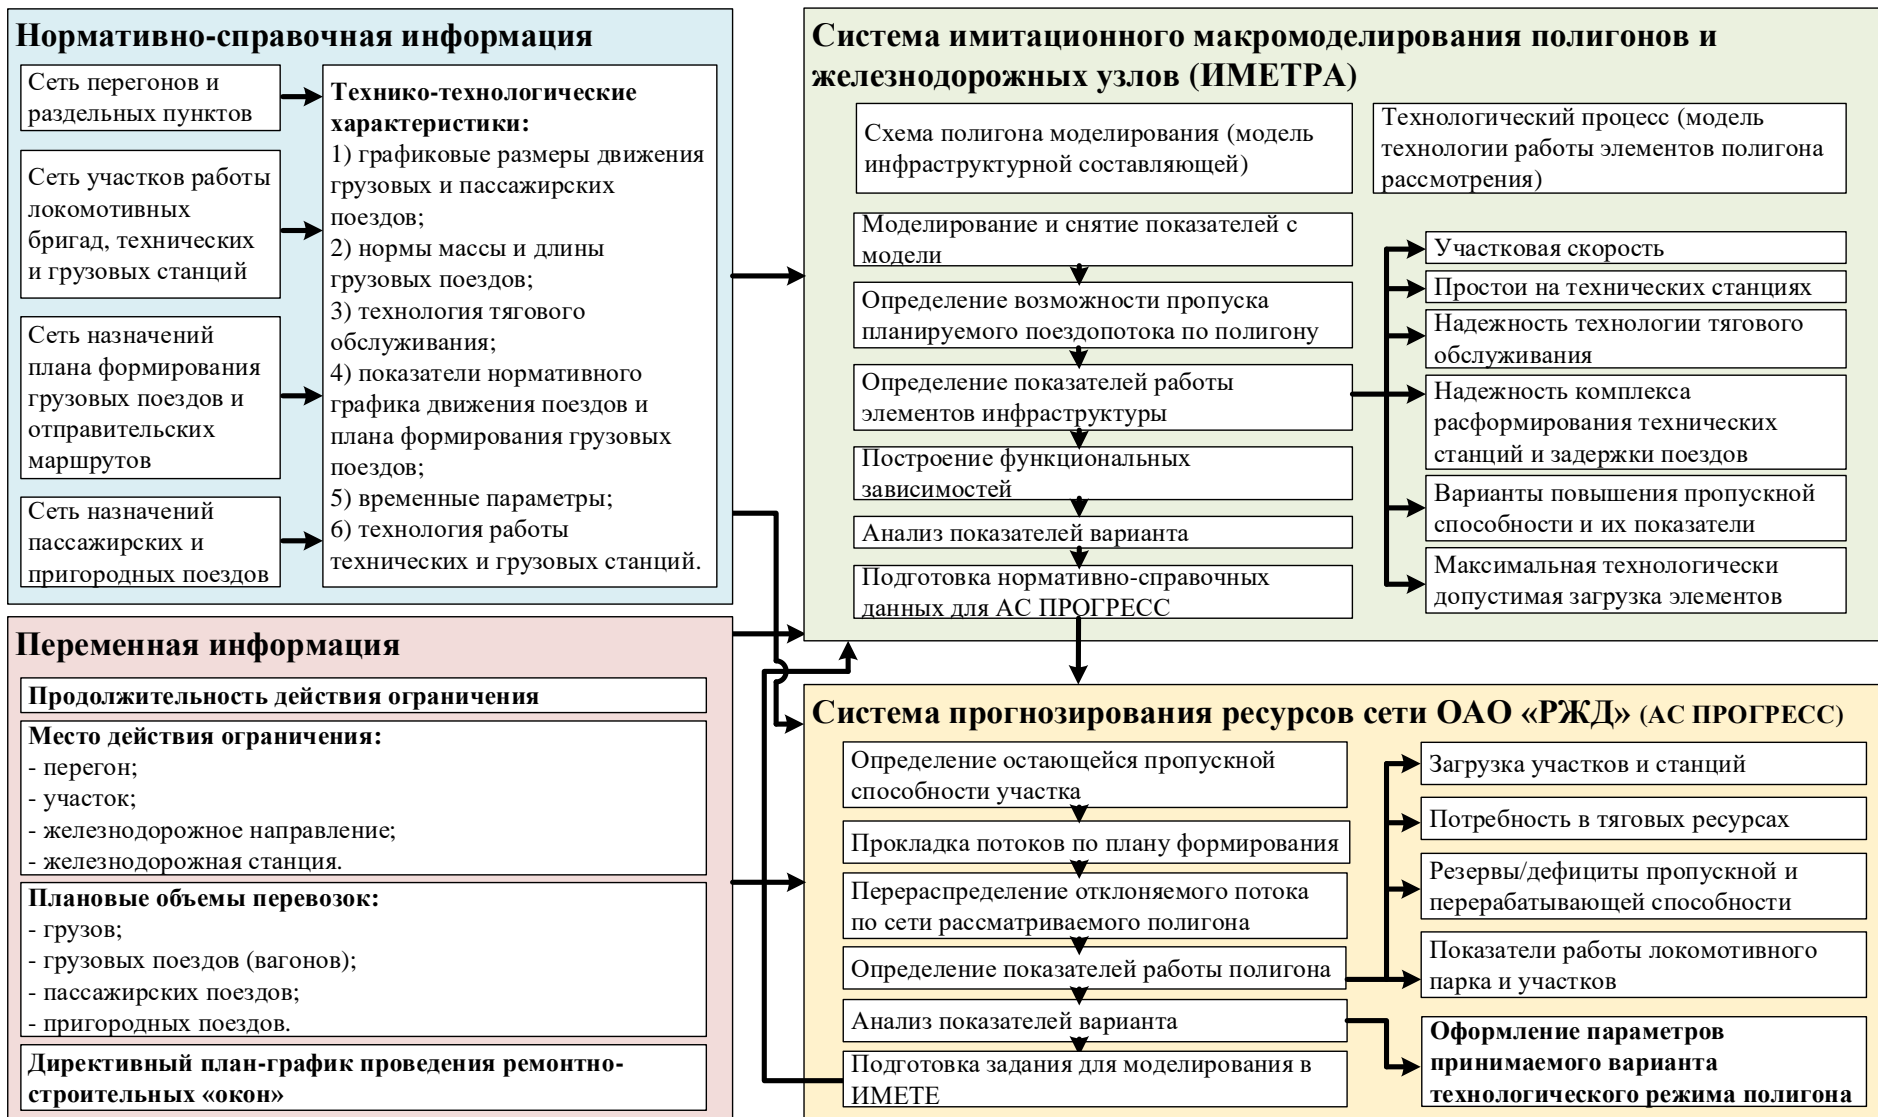 Нормативно-справочная информация
Сеть перегонов и
раздельных пунктов
Сеть участков работы
локомотивных
бригад, технических
и грузовых станций
Сеть назначений
плана формирования
грузовых поездов и
отправительских
маршрутов
Сеть назначений
пассажирских и
пригородных поездов
Технико-технологические
характеристики:
1) графиковые размеры движения
грузовых и пассажирских
поездов;
2) нормы массы и длины
грузовых поездов;
3) технология тягового
обслуживания;
4) показатели нормативного
графика движения поездов и
плана формирования грузовых
поездов;
5) временные параметры;
6) технология работы
технических и грузовых станций.
Переменная информация
Продолжительность действия ограничения
Место действия ограничения:
- перегон;
- участок;
- железнодорожное направление;
- железнодорожная станция.
Плановые объемы перевозок:
- грузов;
- грузовых поездов (вагонов);
- пассажирских поездов;
- пригородных поездов.
Директивный план-график проведения ремонтно-
строительных «окон»
Система имитационного макромоделирования полигонов и
железнодорожных узлов (ИМЕТРА)
Схема полигона моделирования (модель
инфраструктурной составляющей)
Технологический процесс (модель
технологии работы элементов полигона
рассмотрения)
Моделирование и снятие показателей с
модели
Определение возможности пропуска
планируемого поездопотока по полигону
Определение показателей работы
элементов инфраструктуры
Построение функциональных
зависимостей
Анализ показателей варианта
Подготовка нормативно-справочных
данных для АС ПРОГРЕСС
Участковая скорость
Простои на технических станциях
Надежность технологии тягового
обслуживания
Надежность комплекса
расформирования технических
станций и задержки поездов
Варианты повышения пропускной
способности и их показатели
Максимальная технологически
допустимая загрузка элементов
Система прогнозирования ресурсов сети ОАО «РЖД» (АС ПРОГРЕСС)
Определение остающейся пропускной
способности участка
Прокладка потоков по плану формирования
Перераспределение отклоняемого потока
по сети рассматриваемого полигона
Определение показателей работы полигона
Анализ показателей варианта
Подготовка задания для моделирования в
ИМЕТЕ
Загрузка участков и станций
Потребность в тяговых ресурсах
Резервы/дефициты пропускной и
перерабатывающей способности
Показатели работы локомотивного
парка и участков
Оформление параметров
принимаемого варианта
технологического режима полигона